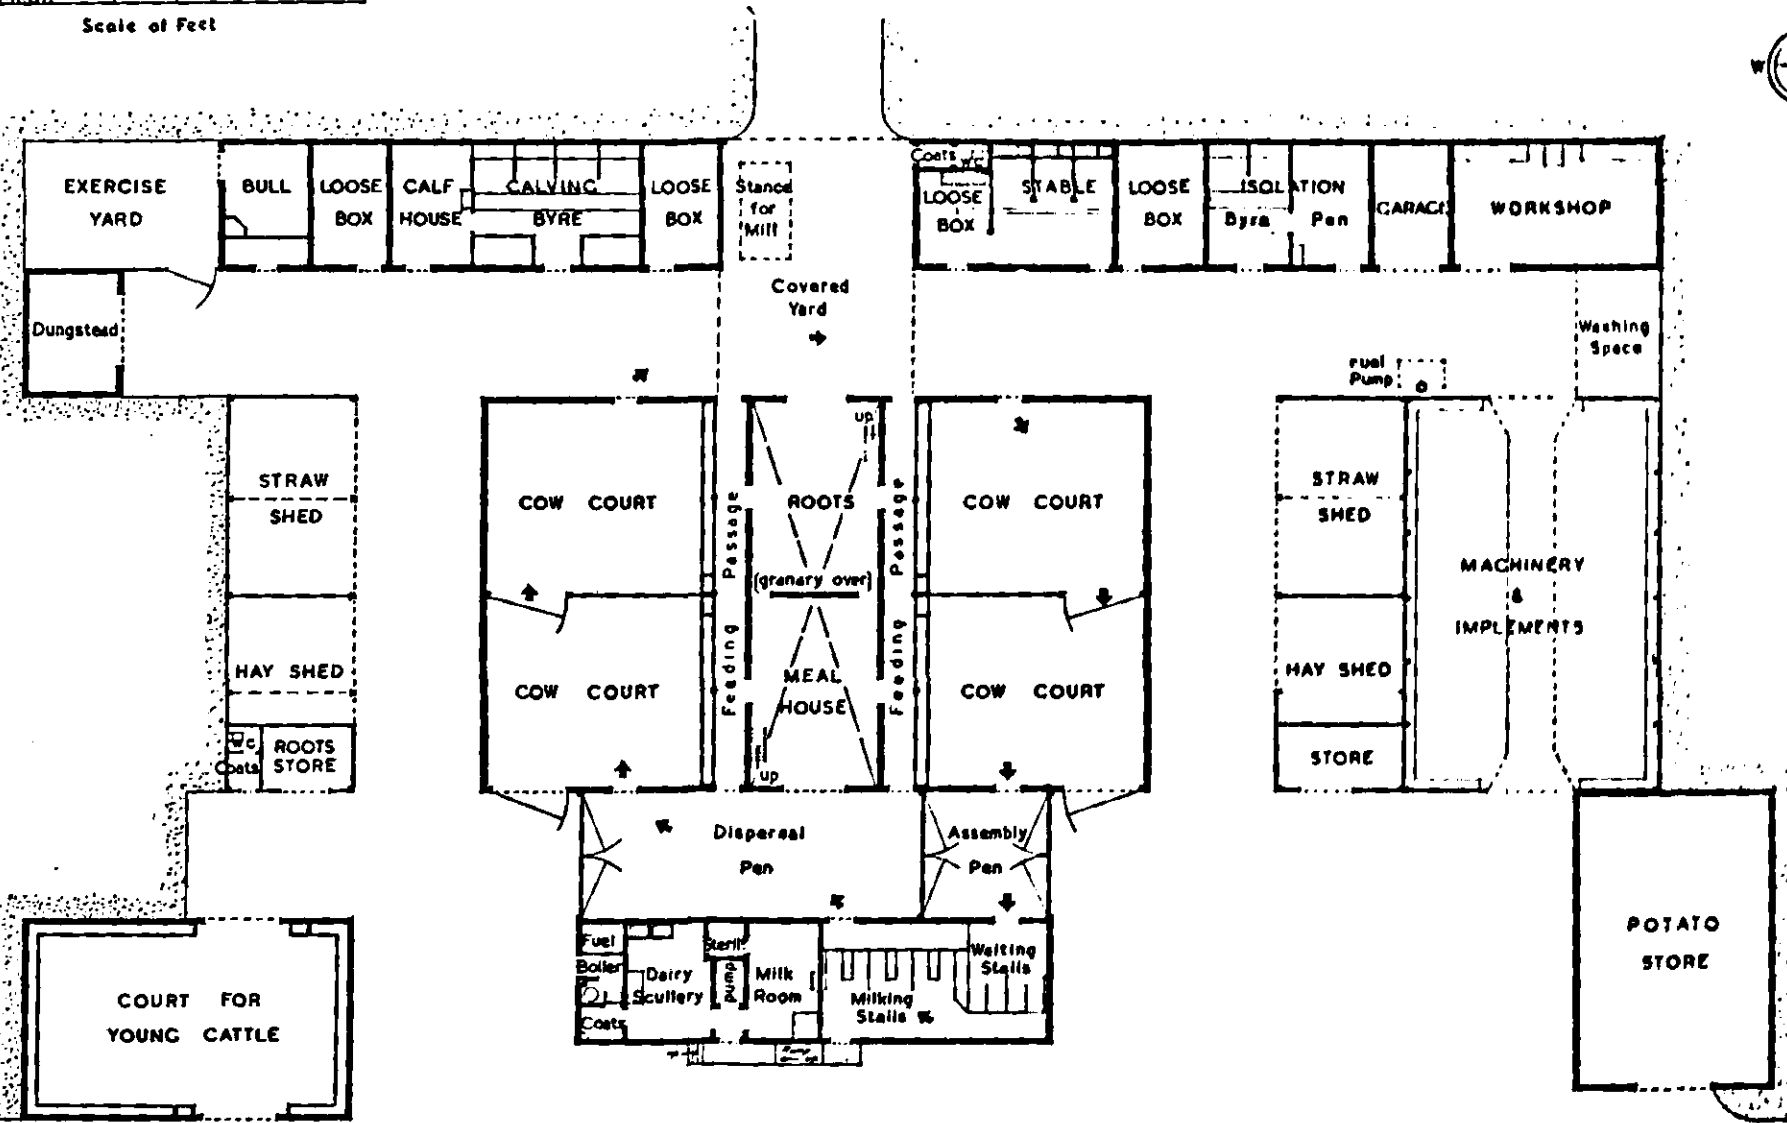 Scale of Feet
W
EXERCISE
YARD
BULL
LOOSE
BOX
CALF
HOUSE
CALVING
BYRE
LOOSE
BOX
Stance
for
Mill
Coats WC
LOOSE
BOX
STABLE
LOOSE
BOX
ISOLATION
Byre Pen
GARAGE
WORKSHOP
Dungstead
Covered
Yard
Washing
Space
Fuel
Pump
STRAW
SHED
HAY SHED
WC
Coats
ROOTS
STORE
COW COURT
COW COURT
Feeding Passage
up
ROOTS
(granary over)
MEAL
HOUSE
up
Feeding Passage
COW COURT
COW COURT
STRAW
SHED
HAY SHED
STORE
MACHINERY
&
IMPLEMENTS
Dispersal
Pen
Assembly
Pen
Fuel
Boiler
Coats
Dairy
Scullery
Steril.
Pump
Milk
Room
Milking
Stalls
Waiting
Stalls
COURT FOR
YOUNG CATTLE
POTATO
STORE